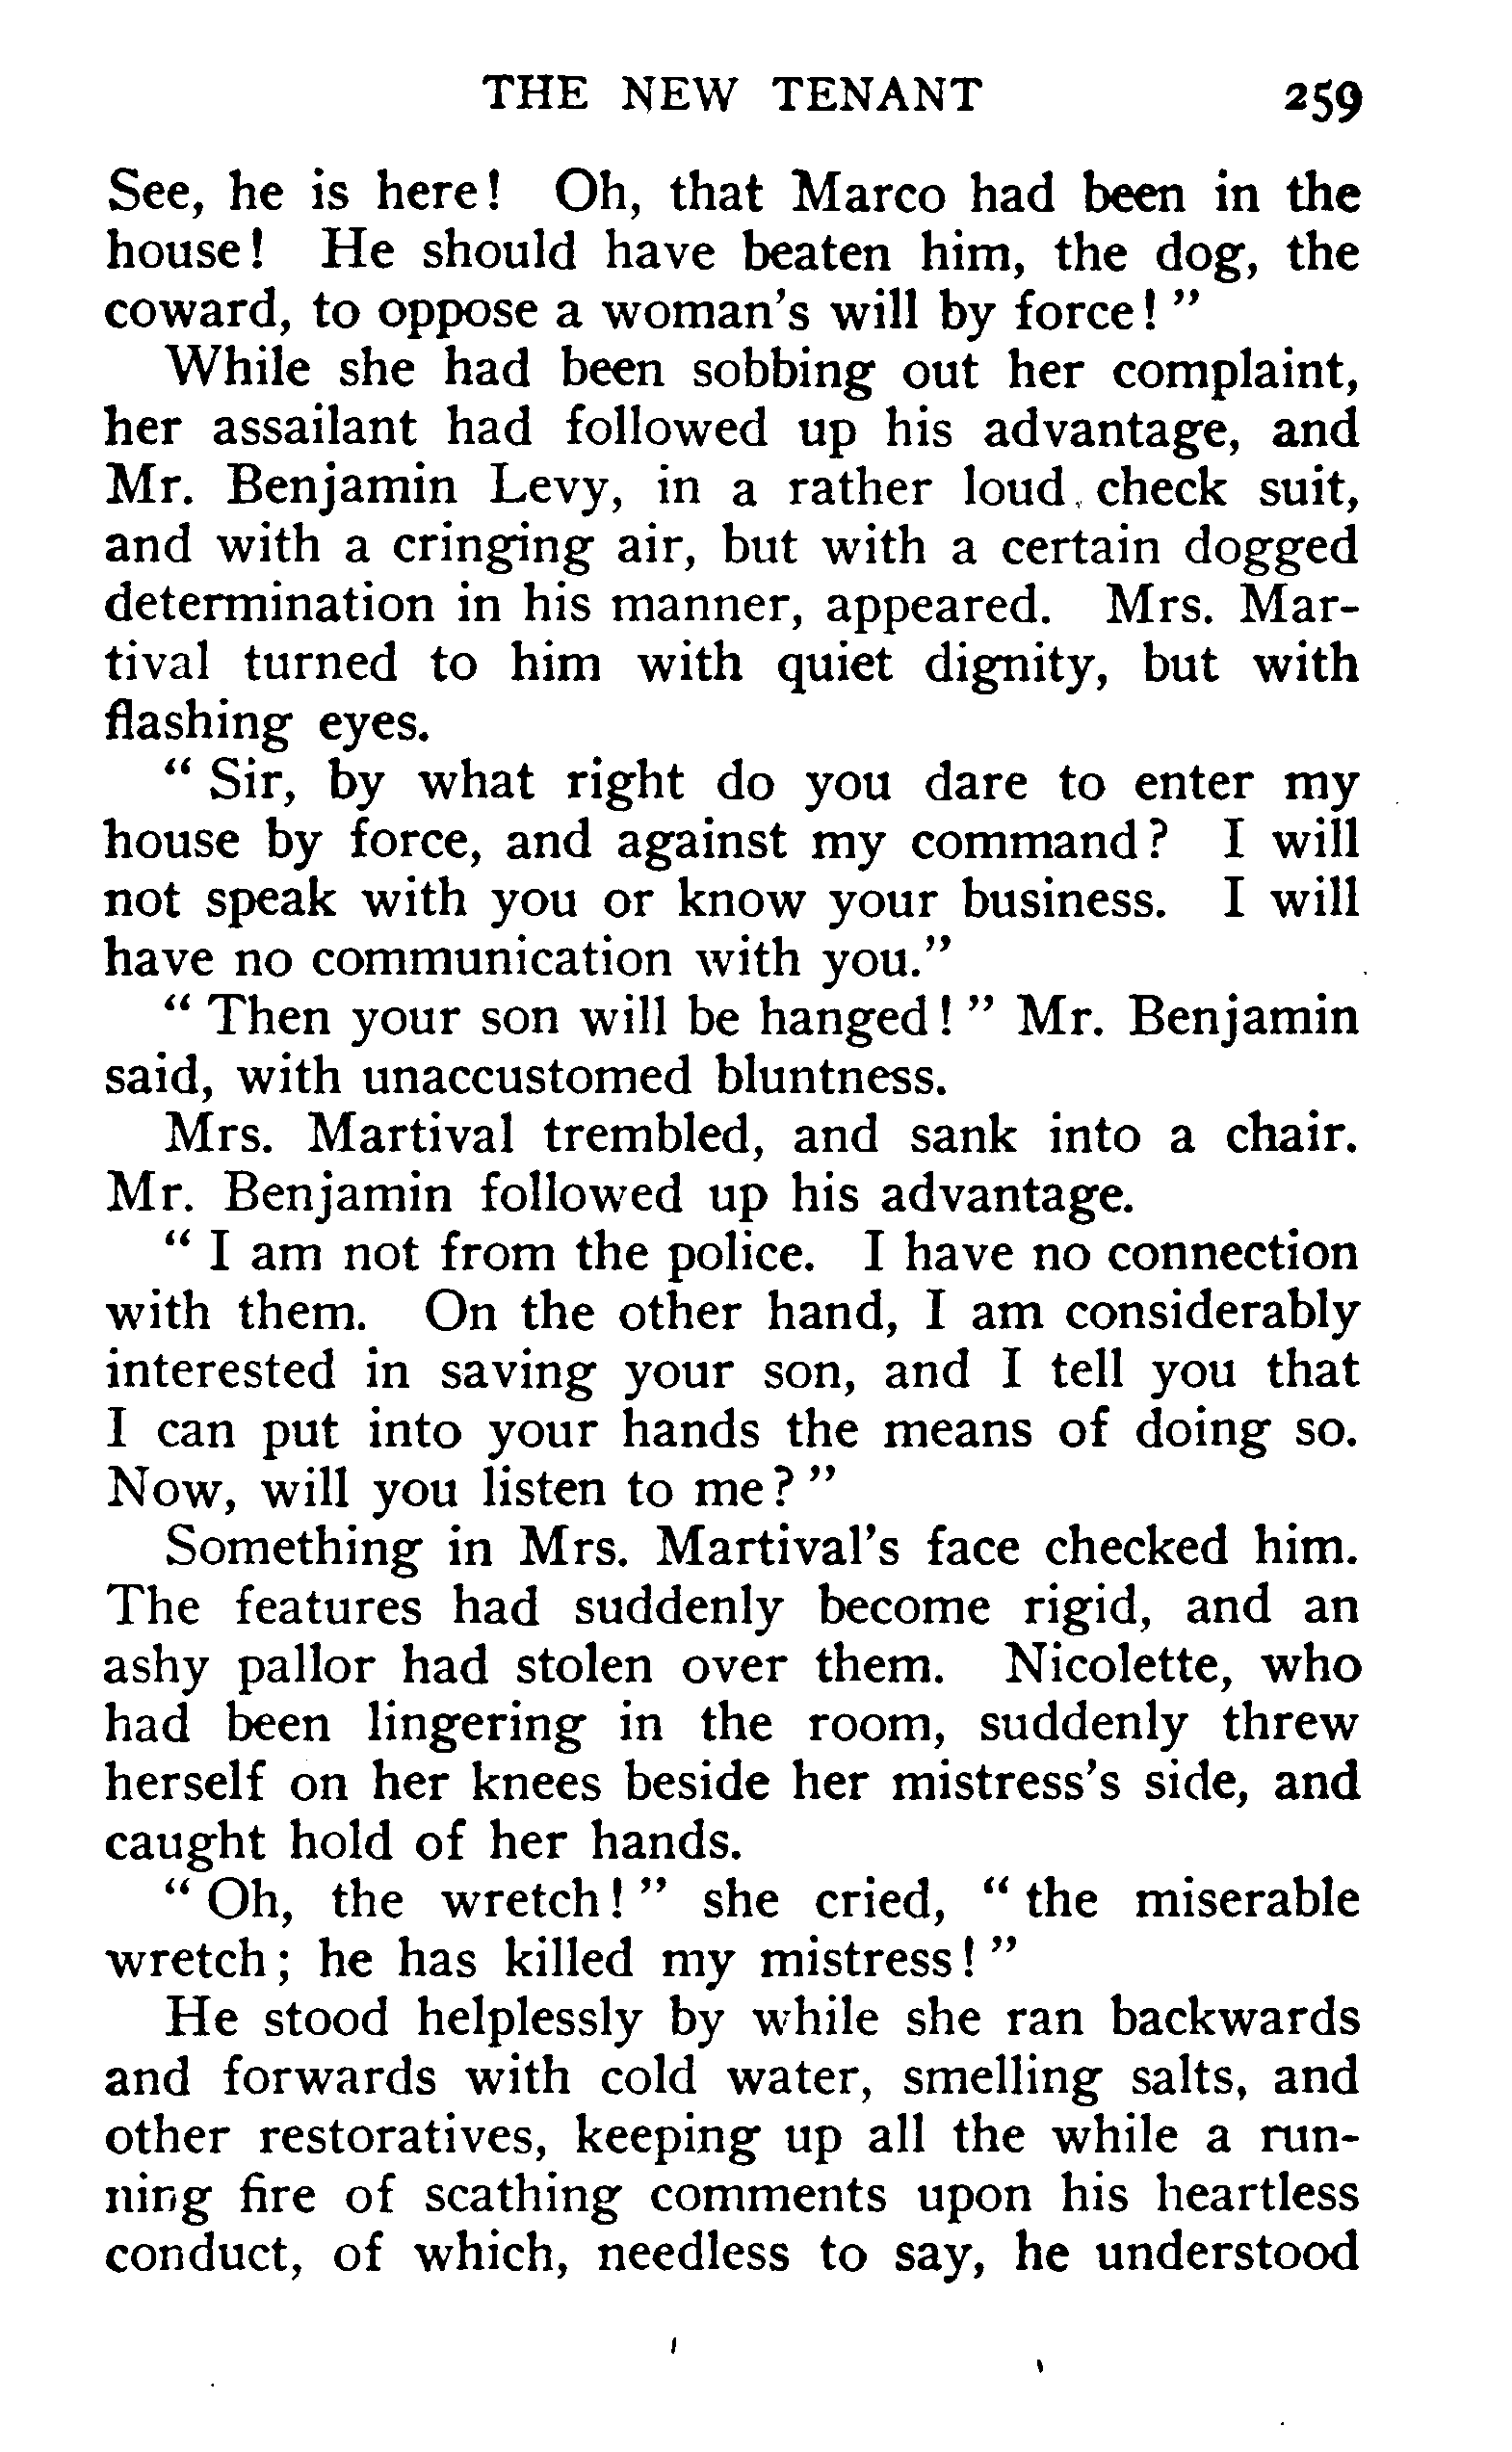 THE NEW TENANT 259
See, he is here! Oh, that Marco had been in the
house! He should have beaten him, the dog, the
coward, to oppose a woman's will by force!"
While she had been sobbing out her complaint,
her assailant had followed up his advantage, and
Mr. Benjamin Levy, in a rather loud check suit,
and with a cringing air, but with a certain dogged
determination in his manner, appeared. Mrs. Mar-
tival turned to him with quiet dignity, but with
flashing eyes.
"Sir, by what right do you dare to enter my
house by force, and against my command? I will
not speak with you or know your business. I will
have no communication with you."
"Then your son will be hanged!" Mr. Benjamin
said, with unaccustomed bluntness.
Mrs. Martival trembled, and sank into a chair.
Mr. Benjamin followed up his advantage.
"I am not from the police. I have no connection
with them. On the other hand, I am considerably
interested in saving your son, and I tell you that
I can put into your hands the means of doing so.
Now, will you listen to me?"
Something in Mrs. Martival's face checked him.
The features had suddenly become rigid, and an
ashy pallor had stolen over them. Nicolette, who
had been lingering in the room, suddenly threw
herself on her knees beside her mistress's side, and
caught hold of her hands.
"Oh, the wretch!" she cried, "the miserable
wretch; he has killed my mistress!"
He stood helplessly by while she ran backwards
and forwards with cold water, smelling salts, and
other restoratives, keeping up all the while a run-
ning fire of scathing comments upon his heartless
conduct, of which, needless to say, he understood